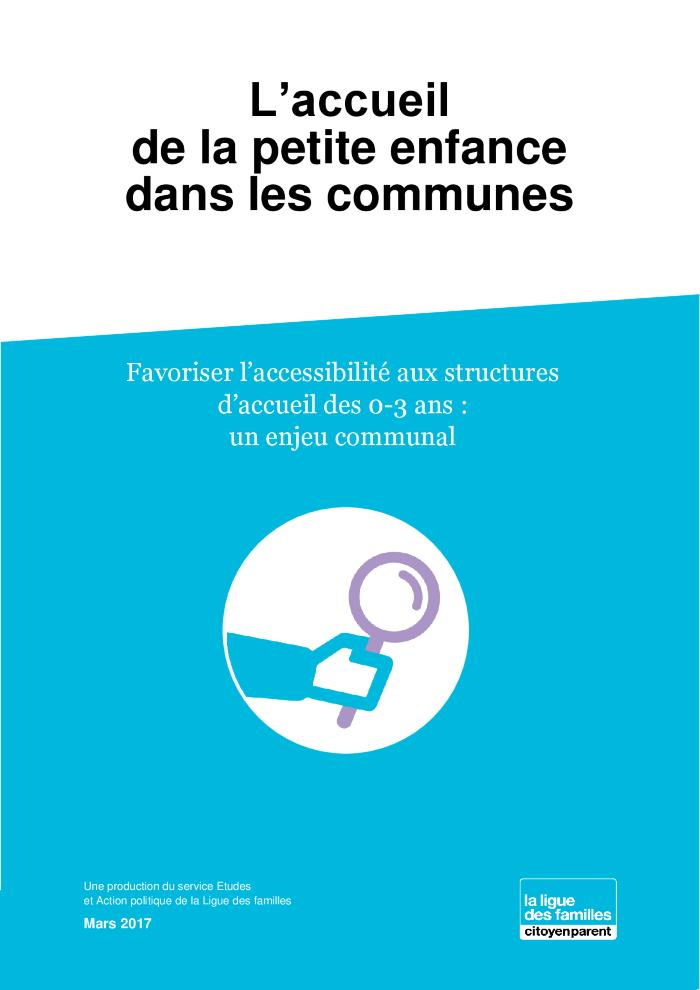 L’accueil
de la petite enfance
dans les communes
Favoriser l’accessibilité aux structures
d’accueil des 0-3 ans :
un enjeu communal
Une production du service Etudes
et Action politique de la Ligue des familles
Mars 2017
la ligue
des familles
citoyenparent